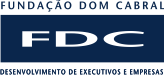 FUNDAÇÃO DOM CABRAL
FDC
DESENVOLVIMENTO DE EXECUTIVOS E EMPRESAS